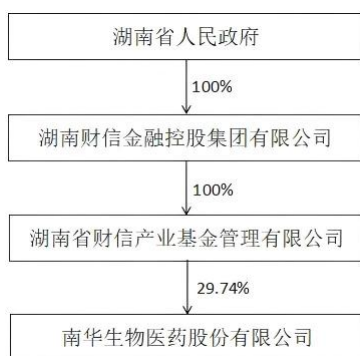 湖南省人民政府
100%
湖南财信金融控股集团有限公司
100%
湖南省财信产业基金管理有限公司
29.74%
南华生物医药股份有限公司